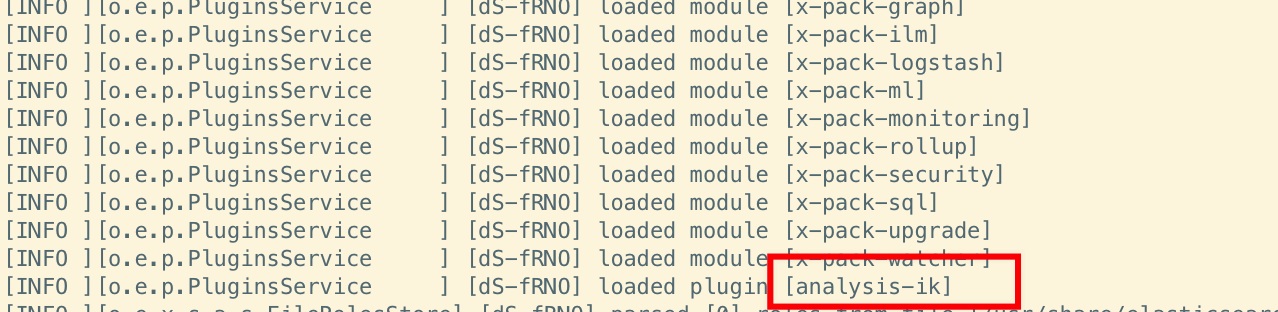 [INFO ][o.e.p.PluginsService     ] [dS-fRNO] loaded module [x-pack-graph]
[INFO ][o.e.p.PluginsService     ] [dS-fRNO] loaded module [x-pack-ilm]
[INFO ][o.e.p.PluginsService     ] [dS-fRNO] loaded module [x-pack-logstash]
[INFO ][o.e.p.PluginsService     ] [dS-fRNO] loaded module [x-pack-ml]
[INFO ][o.e.p.PluginsService     ] [dS-fRNO] loaded module [x-pack-monitoring]
[INFO ][o.e.p.PluginsService     ] [dS-fRNO] loaded module [x-pack-rollup]
[INFO ][o.e.p.PluginsService     ] [dS-fRNO] loaded module [x-pack-security]
[INFO ][o.e.p.PluginsService     ] [dS-fRNO] loaded module [x-pack-sql]
[INFO ][o.e.p.PluginsService     ] [dS-fRNO] loaded module [x-pack-upgrade]
[INFO ][o.e.p.PluginsService     ] [dS-fRNO] loaded module [x-pack-watcher]
[INFO ][o.e.p.PluginsService     ] [dS-fRNO] loaded plugin [analysis-ik]